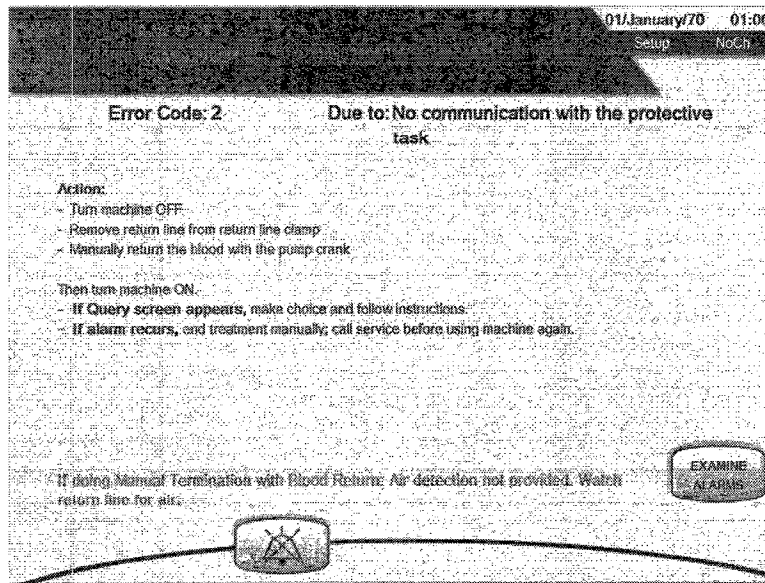 01/January/70 01:00
Setup NoCh
Error Code: 2 Due to: No communication with the protective
task
Action:
- Turn machine OFF
- Remove return line from return line clamp
- Manually return the blood with the pump crank
Then turn machine ON.
- If Query screen appears, make choice and follow instructions.
- If alarm recurs, end treatment manually; call service before using machine again.
If doing Manual Termination with Blood Return: Air detection not provided. Watch
return line for air.
EXAMINE
ALARMS